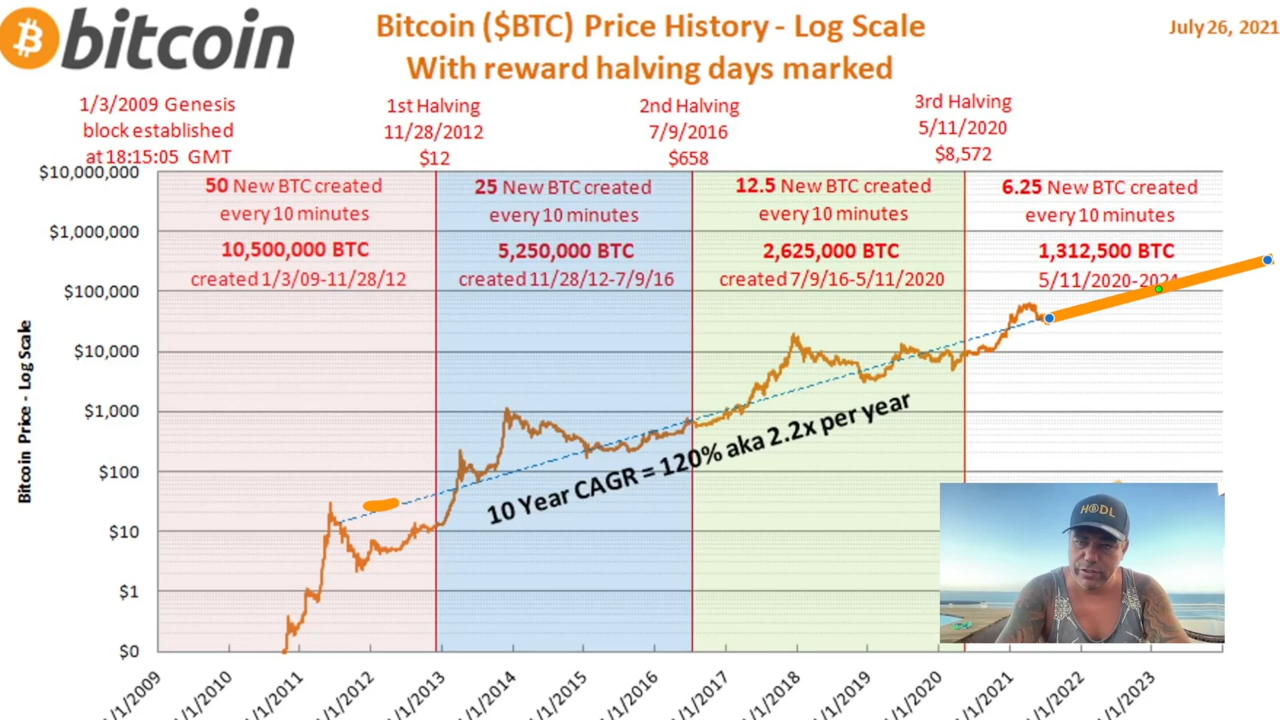 bitcoin
Bitcoin ($BTC) Price History - Log Scale
With reward halving days marked
July 26, 2021
1/3/2009 Genesis
block established
at 18:15:05 GMT
1st Halving
11/28/2012
$12
2nd Halving
7/9/2016
$658
3rd Halving
5/11/2020
$8,572
50 New BTC created
every 10 minutes
10,500,000 BTC
created 1/3/09-11/28/12
25 New BTC created
every 10 minutes
5,250,000 BTC
created 11/28/12-7/9/16
12.5 New BTC created
every 10 minutes
2,625,000 BTC
created 7/9/16-5/11/2020
6.25 New BTC created
every 10 minutes
1,312,500 BTC
5/11/2020-2024
Bitcoin Price - Log Scale
$10,000,000
$1,000,000
$100,000
$10,000
$1,000
$100
$10
$1
$0
10 Year CAGR = 120% aka 2.2x per year
HODL
/1/2009
1/1/2010
1/1/2011
1/1/2012
1/1/2013
1/1/2014
1/1/2015
1/1/2016
1/1/2017
1/1/2018
1/1/2019
1/1/2020
1/1/2021
1/1/2022
1/1/2023